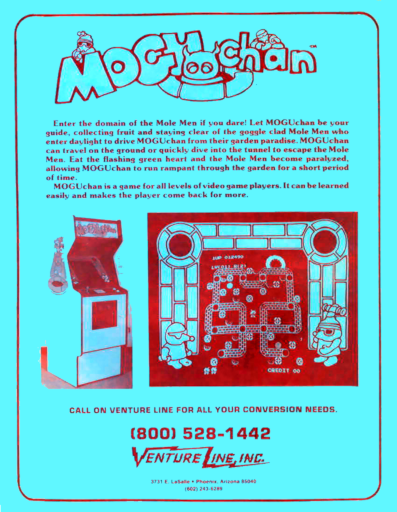 MOGUchan™
Enter the domain of the Mole Men if you dare! Let MOGUchan be your
guide, collecting fruit and staying clear of the goggle clad Mole Men who
enter daylight to drive MOGUchan from their garden paradise. MOGUchan
can travel on the ground or quickly dive into the tunnel to escape the Mole
Men. Eat the flashing green heart and the Mole Men become paralyzed,
allowing MOGUchan to run rampant through the garden for a short period
of time.
MOGUchan is a game for all levels of video game players. It can be learned
easily and makes the player come back for more.
CREDIT 00
CALL ON VENTURE LINE FOR ALL YOUR CONVERSION NEEDS.
(800) 528-1442
VENTURE LINE, INC.
3731 E. LaSalle • Phoenix, Arizona 85040